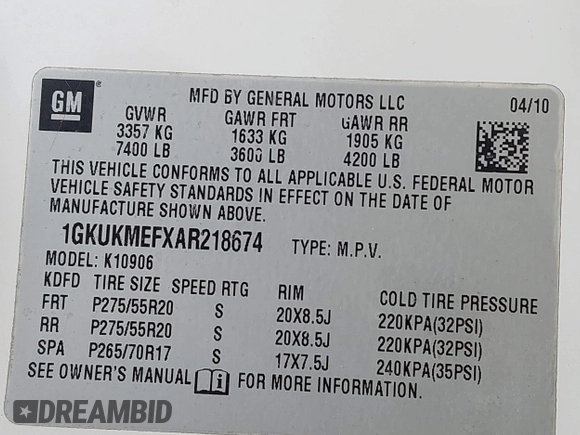 GM
MFD BY GENERAL MOTORS LLC 04/10
GVWR GAWR FRT GAWR RR
3357 KG 1633 KG 1905 KG
7400 LB 3600 LB 4200 LB
THIS VEHICLE CONFORMS TO ALL APPLICABLE U.S. FEDERAL MOTOR
VEHICLE SAFETY STANDARDS IN EFFECT ON THE DATE OF
MANUFACTURE SHOWN ABOVE.
1GKUKMEFXAR218674 TYPE: M.P.V.
MODEL: K10906
KDFD TIRE SIZE SPEED RTG RIM COLD TIRE PRESSURE
FRT P275/55R20 S 20X8.5J 220KPA(32PSI)
RR P275/55R20 S 20X8.5J 220KPA(32PSI)
SPA P265/70R17 S 17X7.5J 240KPA(35PSI)
SEE OWNER'S MANUAL FOR MORE INFORMATION.
DREAMBID